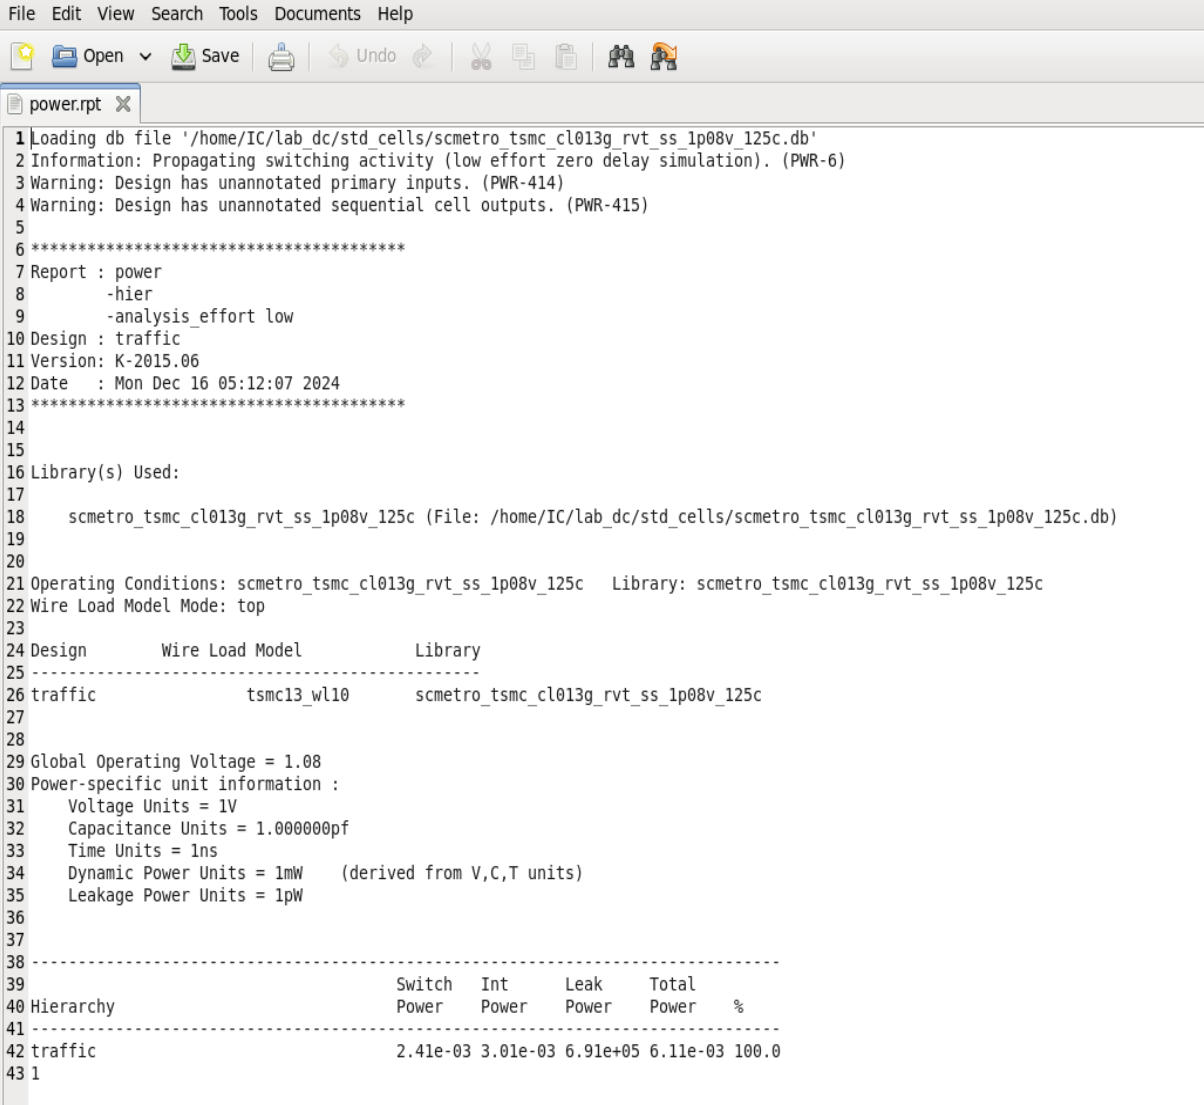 File Edit View Search Tools Documents Help
Open Save Undo
power.rpt
1 Loading db file '/home/IC/lab_dc/std_cells/scmetro_tsmc_cl013g_rvt_ss_1p08v_125c.db'
2 Information: Propagating switching activity (low effort zero delay simulation). (PWR-6)
3 Warning: Design has unannotated primary inputs. (PWR-414)
4 Warning: Design has unannotated sequential cell outputs. (PWR-415)
5
6 ****************************************
7 Report : power
8         -hier
9         -analysis_effort low
10 Design : traffic
11 Version: K-2015.06
12 Date   : Mon Dec 16 05:12:07 2024
13 ****************************************
14
15
16 Library(s) Used:
17
18     scmetro_tsmc_cl013g_rvt_ss_1p08v_125c (File: /home/IC/lab_dc/std_cells/scmetro_tsmc_cl013g_rvt_ss_1p08v_125c.db)
19
20
21 Operating Conditions: scmetro_tsmc_cl013g_rvt_ss_1p08v_125c   Library: scmetro_tsmc_cl013g_rvt_ss_1p08v_125c
22 Wire Load Model Mode: top
23
24 Design        Wire Load Model            Library
25 ------------------------------------------------
26 traffic                tsmc13_wl10       scmetro_tsmc_cl013g_rvt_ss_1p08v_125c
27
28
29 Global Operating Voltage = 1.08
30 Power-specific unit information :
31     Voltage Units = 1V
32     Capacitance Units = 1.000000pf
33     Time Units = 1ns
34     Dynamic Power Units = 1mW    (derived from V,C,T units)
35     Leakage Power Units = 1pW
36
37
38 --------------------------------------------------------------------------------
39                                        Switch   Int      Leak     Total
40 Hierarchy                              Power    Power    Power    Power    %
41 --------------------------------------------------------------------------------
42 traffic                                2.41e-03 3.01e-03 6.91e+05 6.11e-03 100.0
43 1